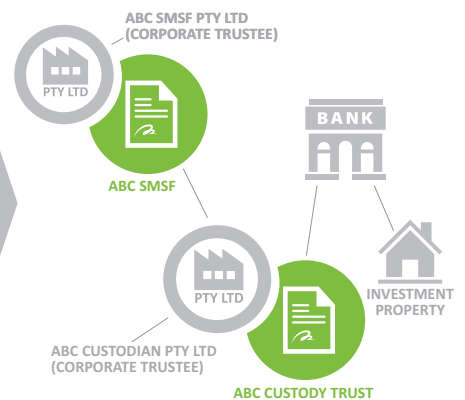 ABC SMSF PTY LTD
(CORPORATE TRUSTEE)
PTY LTD
ABC SMSF
BANK
PTY LTD
INVESTMENT
PROPERTY
ABC CUSTODIAN PTY LTD
(CORPORATE TRUSTEE)
ABC CUSTODY TRUST